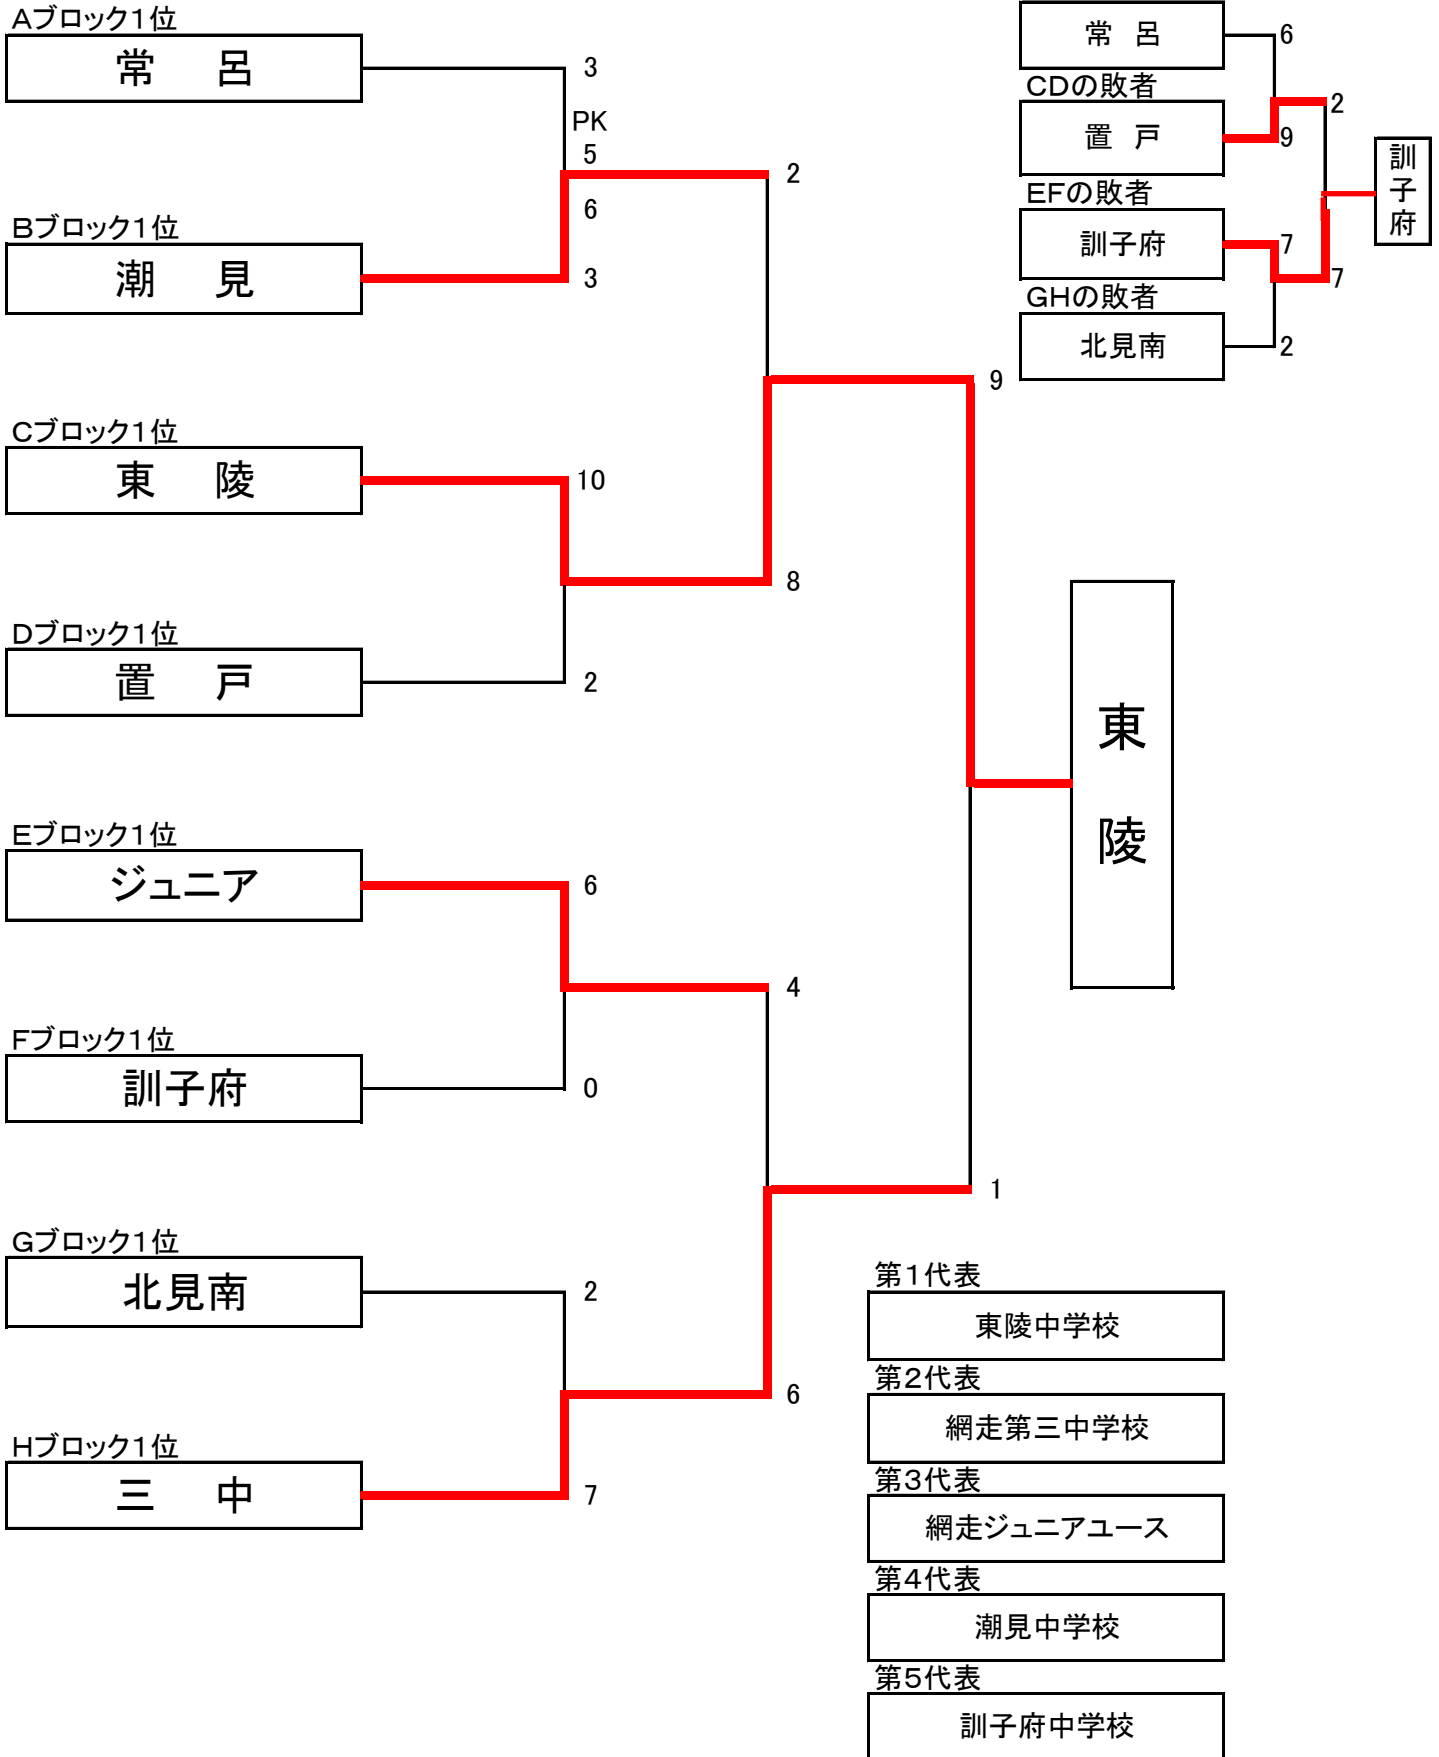 Aブロック1位
常　呂
3
PK
5
2
6
Bブロック1位
潮　見
3
9
Cブロック1位
東　陵
10
8
Dブロック1位
置　戸
2
Eブロック1位
ジュニア
6
4
Fブロック1位
訓子府
0
1
Gブロック1位
北見南
2
6
Hブロック1位
三　中
7
東陵
常　呂
6
CDの敗者
2
置　戸
9
EFの敗者
訓子府
7
7
GHの敗者
北見南
2
訓子府
第1代表
東陵中学校
第2代表
網走第三中学校
第3代表
網走ジュニアユース
第4代表
潮見中学校
第5代表
訓子府中学校